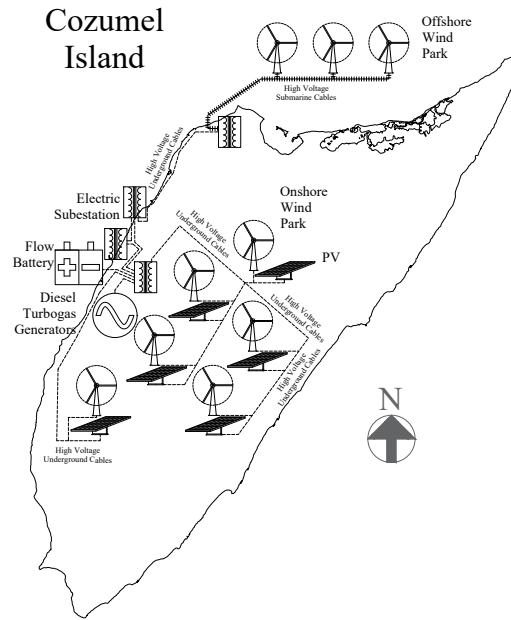 Cozumel
Island
Offshore
Wind
Park
High Voltage
Submarine Cables
High Voltage
Underground Cables
Electric
Subestation
Onshore
Wind
Park
High Voltage
Underground Cables
Flow
Battery
PV
Diesel
Turbogas
Generators
High Voltage
Underground Cables
High Voltage
Underground Cables
N
High Voltage
Underground Cables